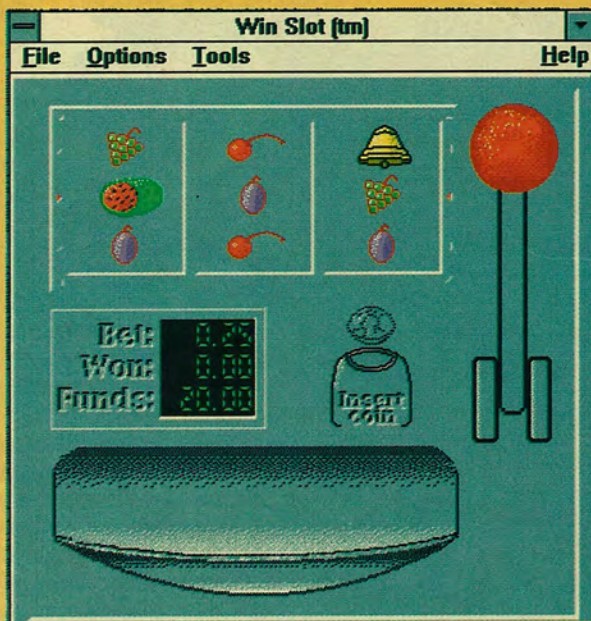 Win Slot (tm)
File Options Tools Help
Bet: 0.25
Won: 0.00
Funds: 20.00
Insert
coin